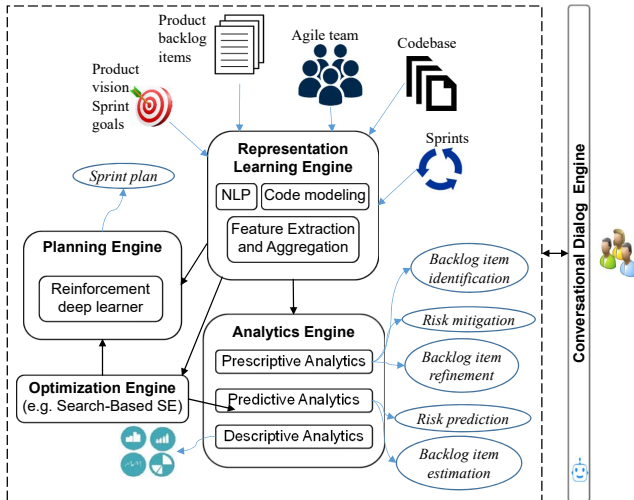 Product
backlog
items
Agile team
Codebase
Product
vision
Sprint
goals
Sprints
Representation
Learning Engine
NLP
Code modeling
Feature Extraction
and Aggregation
Sprint plan
Planning Engine
Reinforcement
deep learner
Backlog item
identification
Risk mitigation
Backlog item
refinement
Risk prediction
Backlog item
estimation
Analytics Engine
Prescriptive Analytics
Predictive Analytics
Descriptive Analytics
Optimization Engine
(e.g. Search-Based SE)
Conversational Dialog Engine